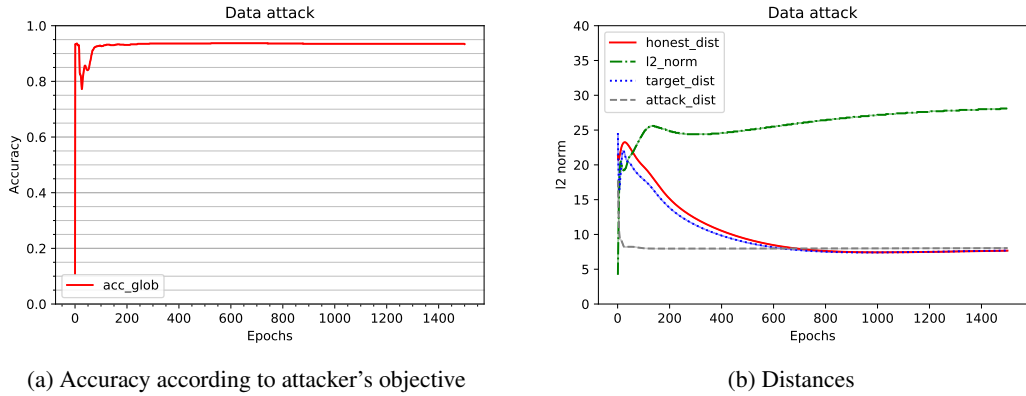 Data attack
1.0
0.8
0.6
0.4
0.2
0.0
Accuracy
acc_glob
0 200 400 600 800 1000 1200 1400
Epochs
(a) Accuracy according to attacker's objective
Data attack
40
35
30
25
20
15
10
5
0
l2 norm
honest_dist
l2_norm
target_dist
attack_dist
0 200 400 600 800 1000 1200 1400
Epochs
(b) Distances